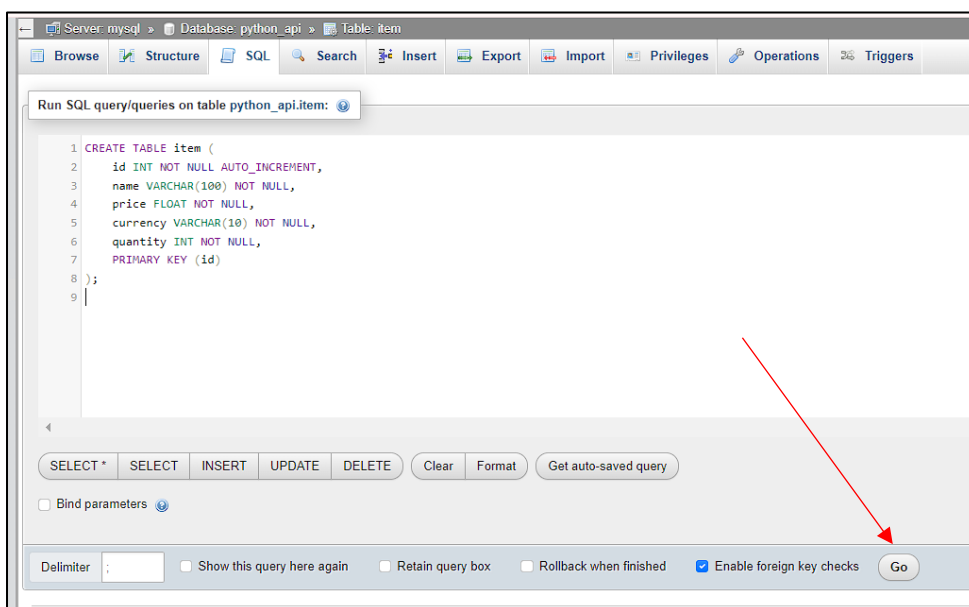 ← Server: mysql » Database: python_api » Table: item
Browse Structure SQL Search Insert Export Import Privileges Operations Triggers
Run SQL query/queries on table python_api.item:
1 CREATE TABLE item (
2     id INT NOT NULL AUTO_INCREMENT,
3     name VARCHAR(100) NOT NULL,
4     price FLOAT NOT NULL,
5     currency VARCHAR(10) NOT NULL,
6     quantity INT NOT NULL,
7     PRIMARY KEY (id)
8 );
9
SELECT * SELECT INSERT UPDATE DELETE Clear Format Get auto-saved query
Bind parameters
Delimiter ; Show this query here again Retain query box Rollback when finished Enable foreign key checks Go